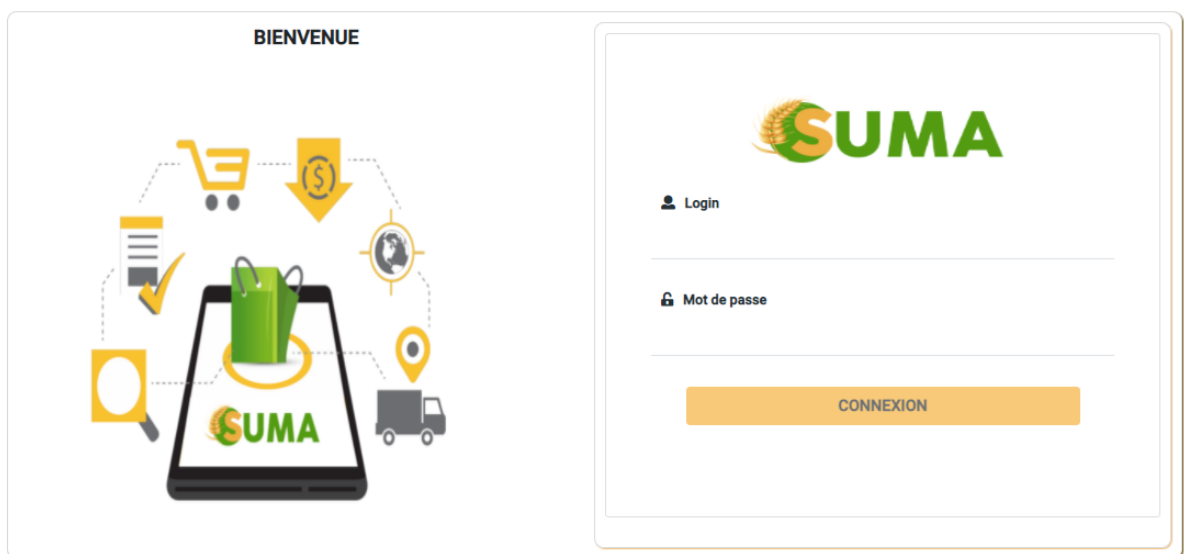 BIENVENUE
$
SUMA
SUMA
Login
Mot de passe
CONNEXION